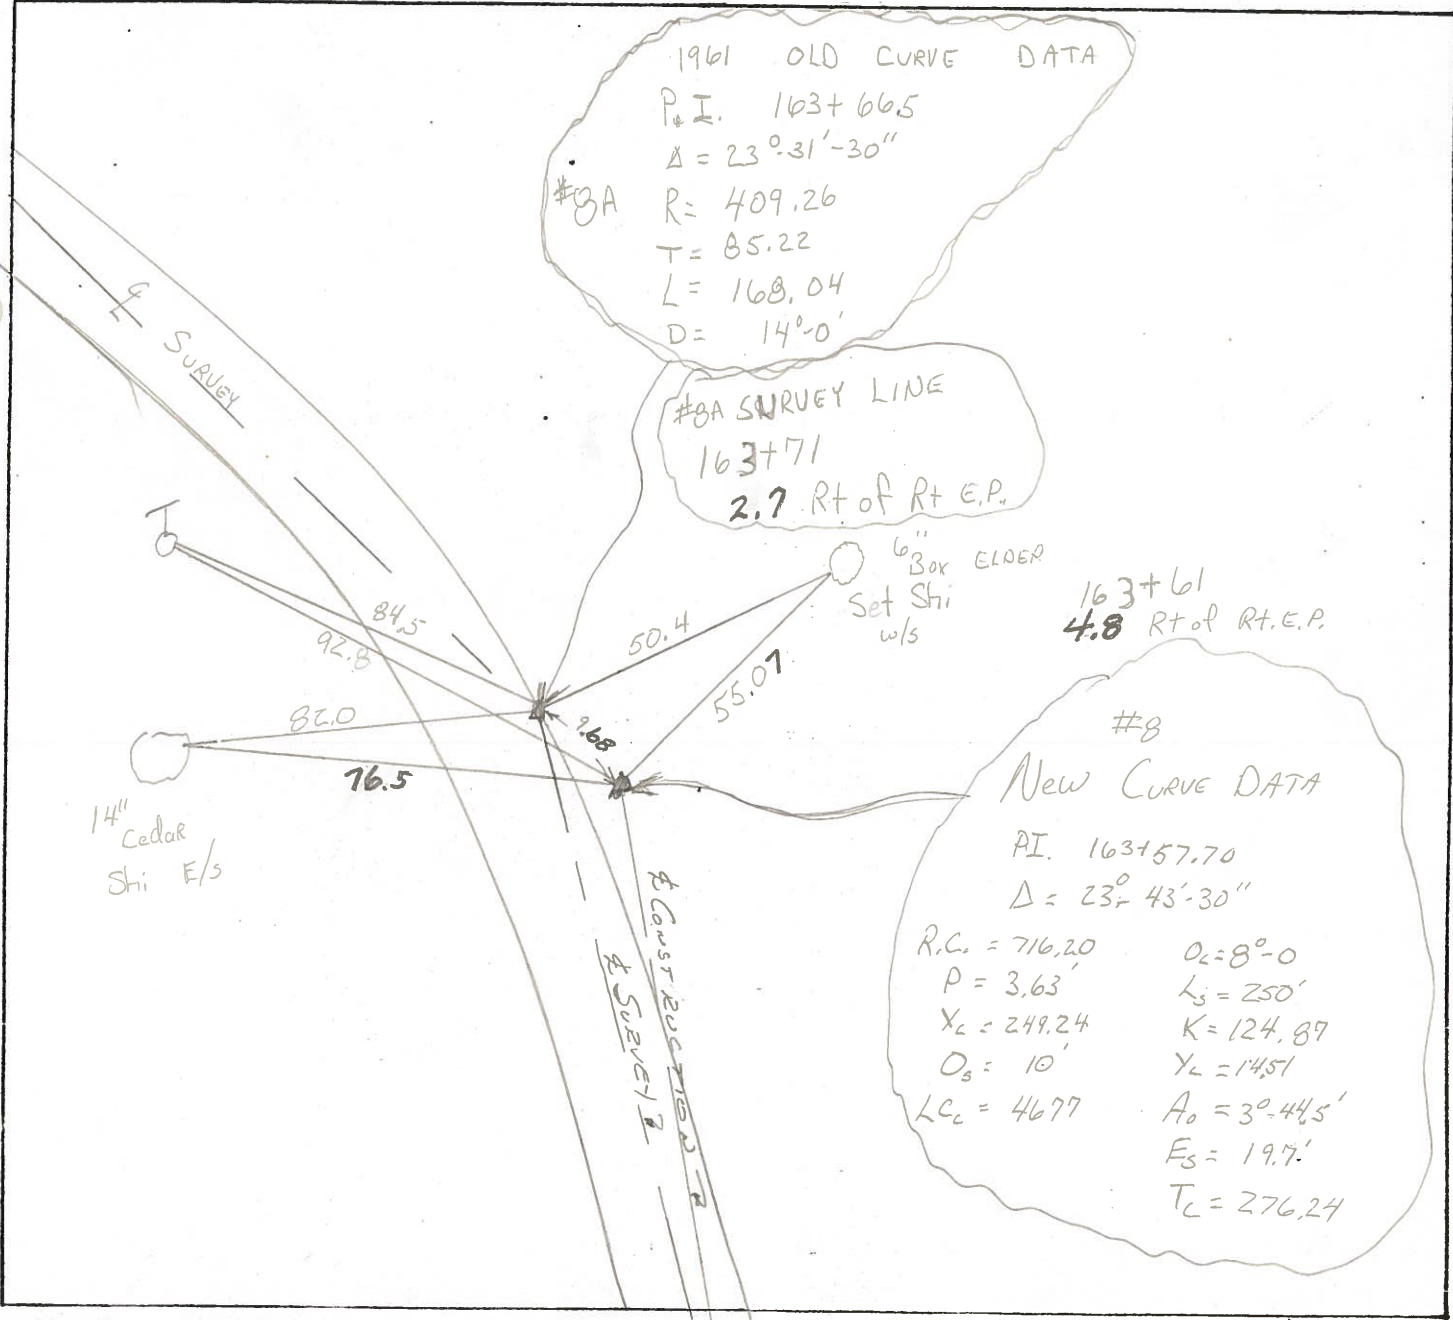 1961 OLD CURVE DATA
P.I. 163+66.5
Δ = 23°-31'-30"
#8A
R= 409.26
T= 85.22
L= 168.04
D= 14°-0'
℄ SURVEY
#8A SURVEY LINE
163+71
2.7 Rt of Rt E.P.
6"
Box ELDER
Set Shi
w/s
163+61
4.8 Rt of Rt. E.P.
T
84.5
92.8
50.4
55.07
82.0
9.68
76.5
14"
Cedar
Shi E/s
#8
New CURVE DATA
P.I. 163+57.70
Δ = 23°-43'-30"
R.C. = 716.20
Dc=8°-0
P = 3.63'
Ls = 250'
Xc = 249.24
K= 124.87
Os = 10'
Yc = 14.51
LCc = 46.77
Ao = 3°-44.5'
Es = 19.7'
Tc = 276.24
℄ CONSTRUCTION
℄ SURVEY